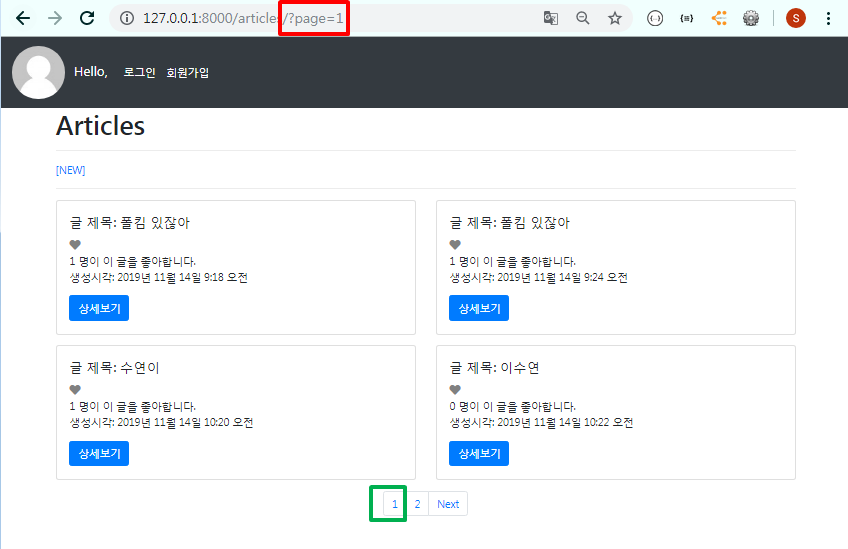 127.0.0.1:8000/articles/?page=1
S
Hello, 로그인 회원가입
Articles
[NEW]
글 제목: 폴킴 있잖아
1 명이 이 글을 좋아합니다.
생성시각: 2019년 11월 14일 9:18 오전
상세보기
글 제목: 폴킴 있잖아
1 명이 이 글을 좋아합니다.
생성시각: 2019년 11월 14일 9:24 오전
상세보기
글 제목: 수연이
1 명이 이 글을 좋아합니다.
생성시각: 2019년 11월 14일 10:20 오전
상세보기
글 제목: 이수연
0 명이 이 글을 좋아합니다.
생성시각: 2019년 11월 14일 10:22 오전
상세보기
1 2 Next